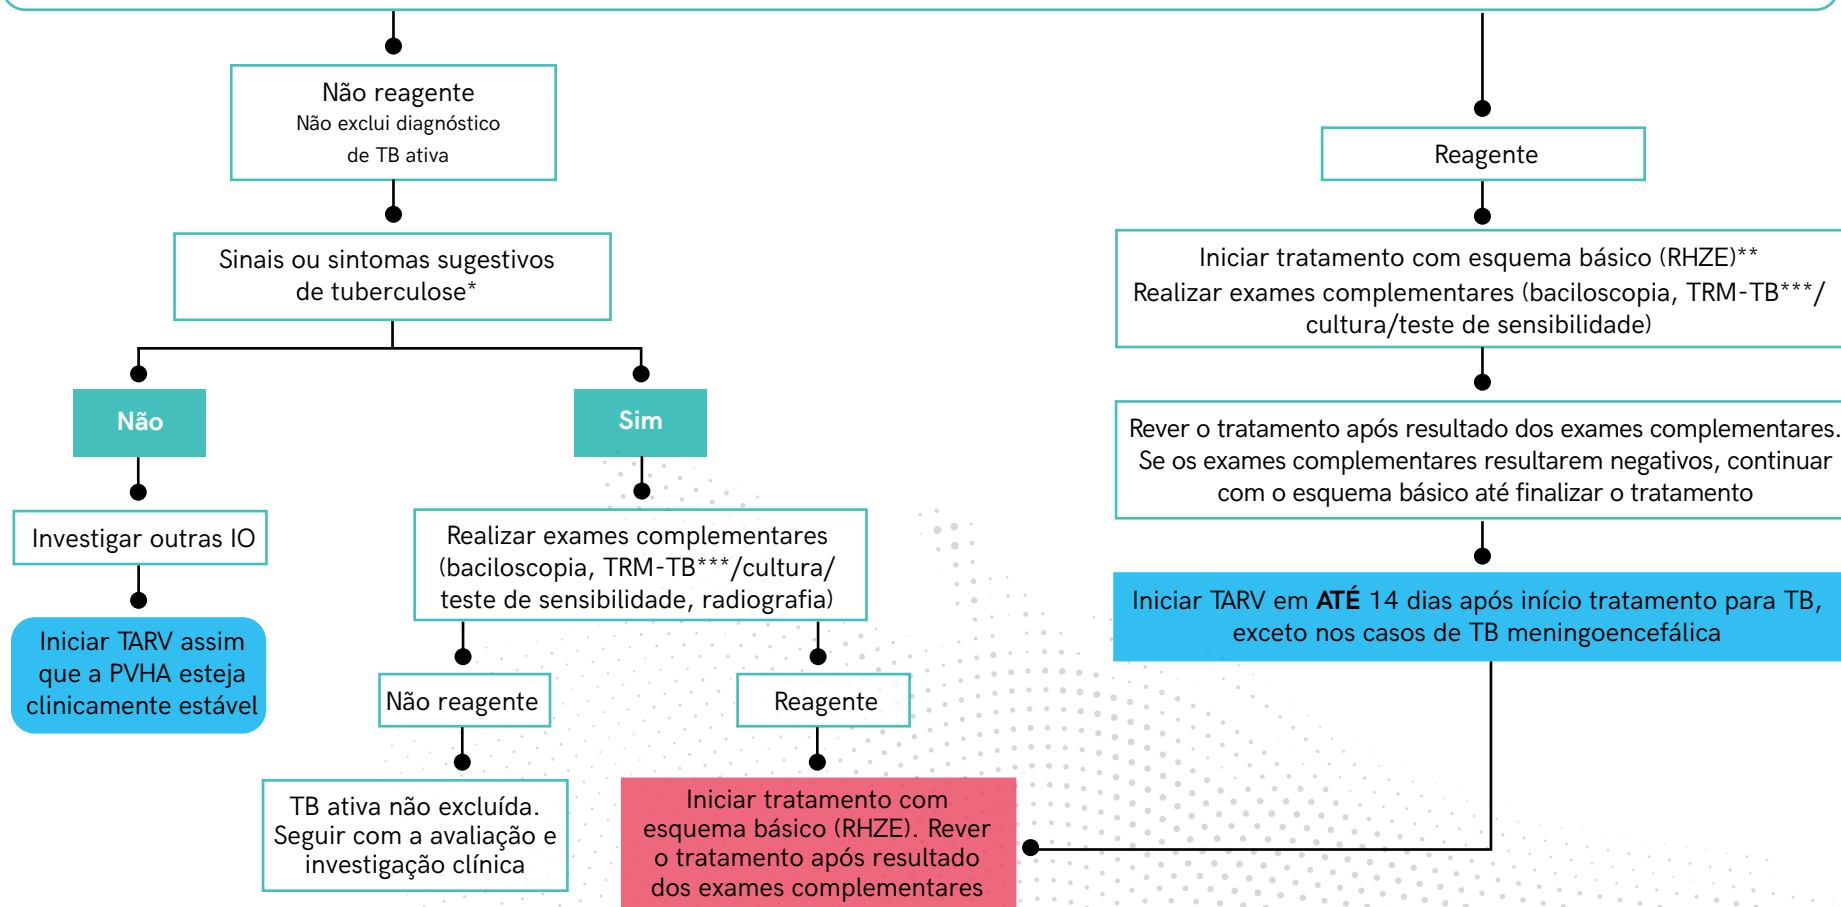 Não reagente
Não exclui diagnóstico
de TB ativa
Sinais ou sintomas sugestivos
de tuberculose*
Não
Sim
Investigar outras IO
Iniciar TARV assim
que a PVHA esteja
clinicamente estável
Realizar exames complementares
(baciloscopia, TRM-TB***/cultura/
teste de sensibilidade, radiografia)
Não reagente
Reagente
TB ativa não excluída.
Seguir com a avaliação e
investigação clínica
Iniciar tratamento com
esquema básico (RHZE). Rever
o tratamento após resultado
dos exames complementares
Reagente
Iniciar tratamento com esquema básico (RHZE)**
Realizar exames complementares (baciloscopia, TRM-TB***/
cultura/teste de sensibilidade)
Rever o tratamento após resultado dos exames complementares.
Se os exames complementares resultarem negativos, continuar
com o esquema básico até finalizar o tratamento
Iniciar TARV em ATÉ 14 dias após início tratamento para TB,
exceto nos casos de TB meningoencefálica